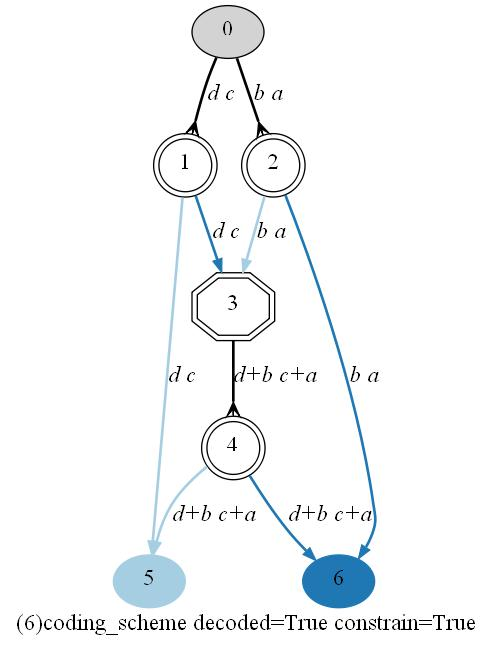 0
d c
b a
1
2
d c
b a
3
d c
d+b c+a
b a
4
d+b c+a
d+b c+a
5
6
(6)coding_scheme decoded=True constrain=True